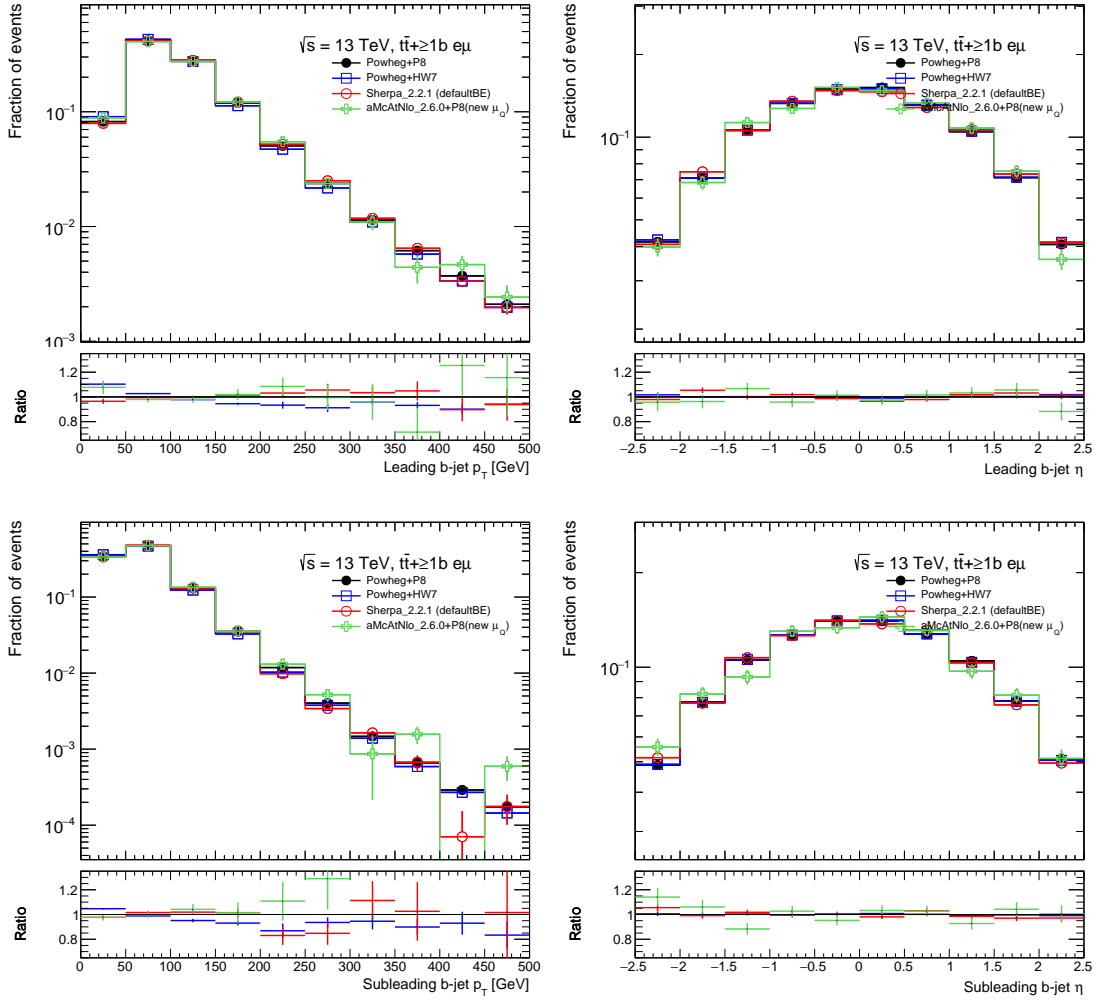 Fraction of events
√s = 13 TeV, tt̄+≥1b eμ
Powheg+P8
Powheg+HW7
Sherpa_2.2.1 (defaultBE)
aMcAtNlo_2.6.0+P8(new μ_Q)
10⁻¹
10⁻²
10⁻³
Ratio
1.2
1
0.8
0 50 100 150 200 250 300 350 400 450 500
Leading b-jet p_T [GeV]
Fraction of events
√s = 13 TeV, tt̄+≥1b eμ
Powheg+P8
Powheg+HW7
Sherpa_2.2.1 (defaultBE)
aMcAtNlo_2.6.0+P8(new μ_Q)
10⁻¹
Ratio
1.2
1
0.8
−2.5 −2 −1.5 −1 −0.5 0 0.5 1 1.5 2 2.5
Leading b-jet η
Fraction of events
√s = 13 TeV, tt̄+≥1b eμ
Powheg+P8
Powheg+HW7
Sherpa_2.2.1 (defaultBE)
aMcAtNlo_2.6.0+P8(new μ_Q)
10⁻¹
10⁻²
10⁻³
10⁻⁴
Ratio
1.2
1
0.8
0 50 100 150 200 250 300 350 400 450 500
Subleading b-jet p_T [GeV]
Fraction of events
√s = 13 TeV, tt̄+≥1b eμ
Powheg+P8
Powheg+HW7
Sherpa_2.2.1 (defaultBE)
aMcAtNlo_2.6.0+P8(new μ_Q)
10⁻¹
Ratio
1.2
1
0.8
−2.5 −2 −1.5 −1 −0.5 0 0.5 1 1.5 2 2.5
Subleading b-jet η